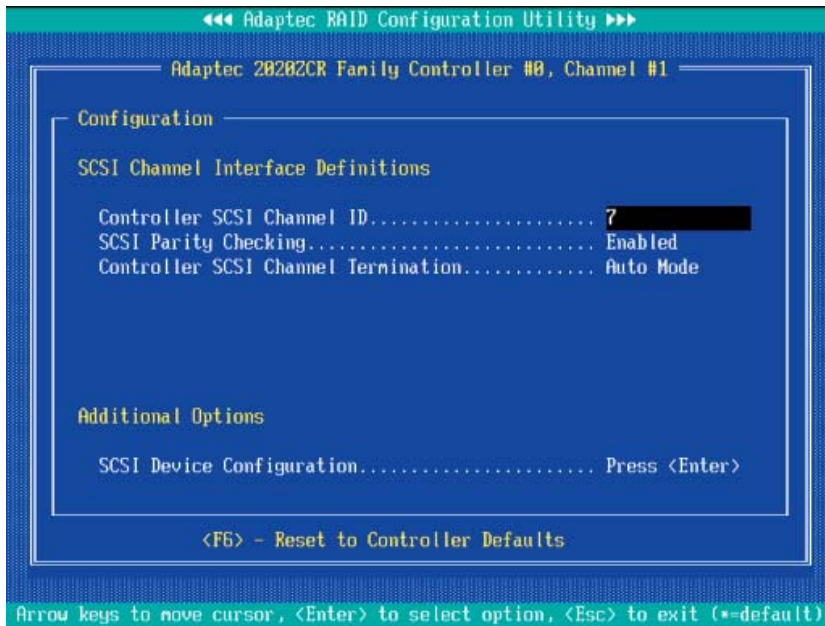 ◄◄◄ Adaptec RAID Configuration Utility ►►►
Adaptec 2020ZCR Family Controller #0, Channel #1
Configuration
SCSI Channel Interface Definitions
Controller SCSI Channel ID...................... 7
SCSI Parity Checking............................ Enabled
Controller SCSI Channel Termination............. Auto Mode
Additional Options
SCSI Device Configuration....................... Press <Enter>
<F6> - Reset to Controller Defaults
Arrow keys to move cursor, <Enter> to select option, <Esc> to exit (*=default)